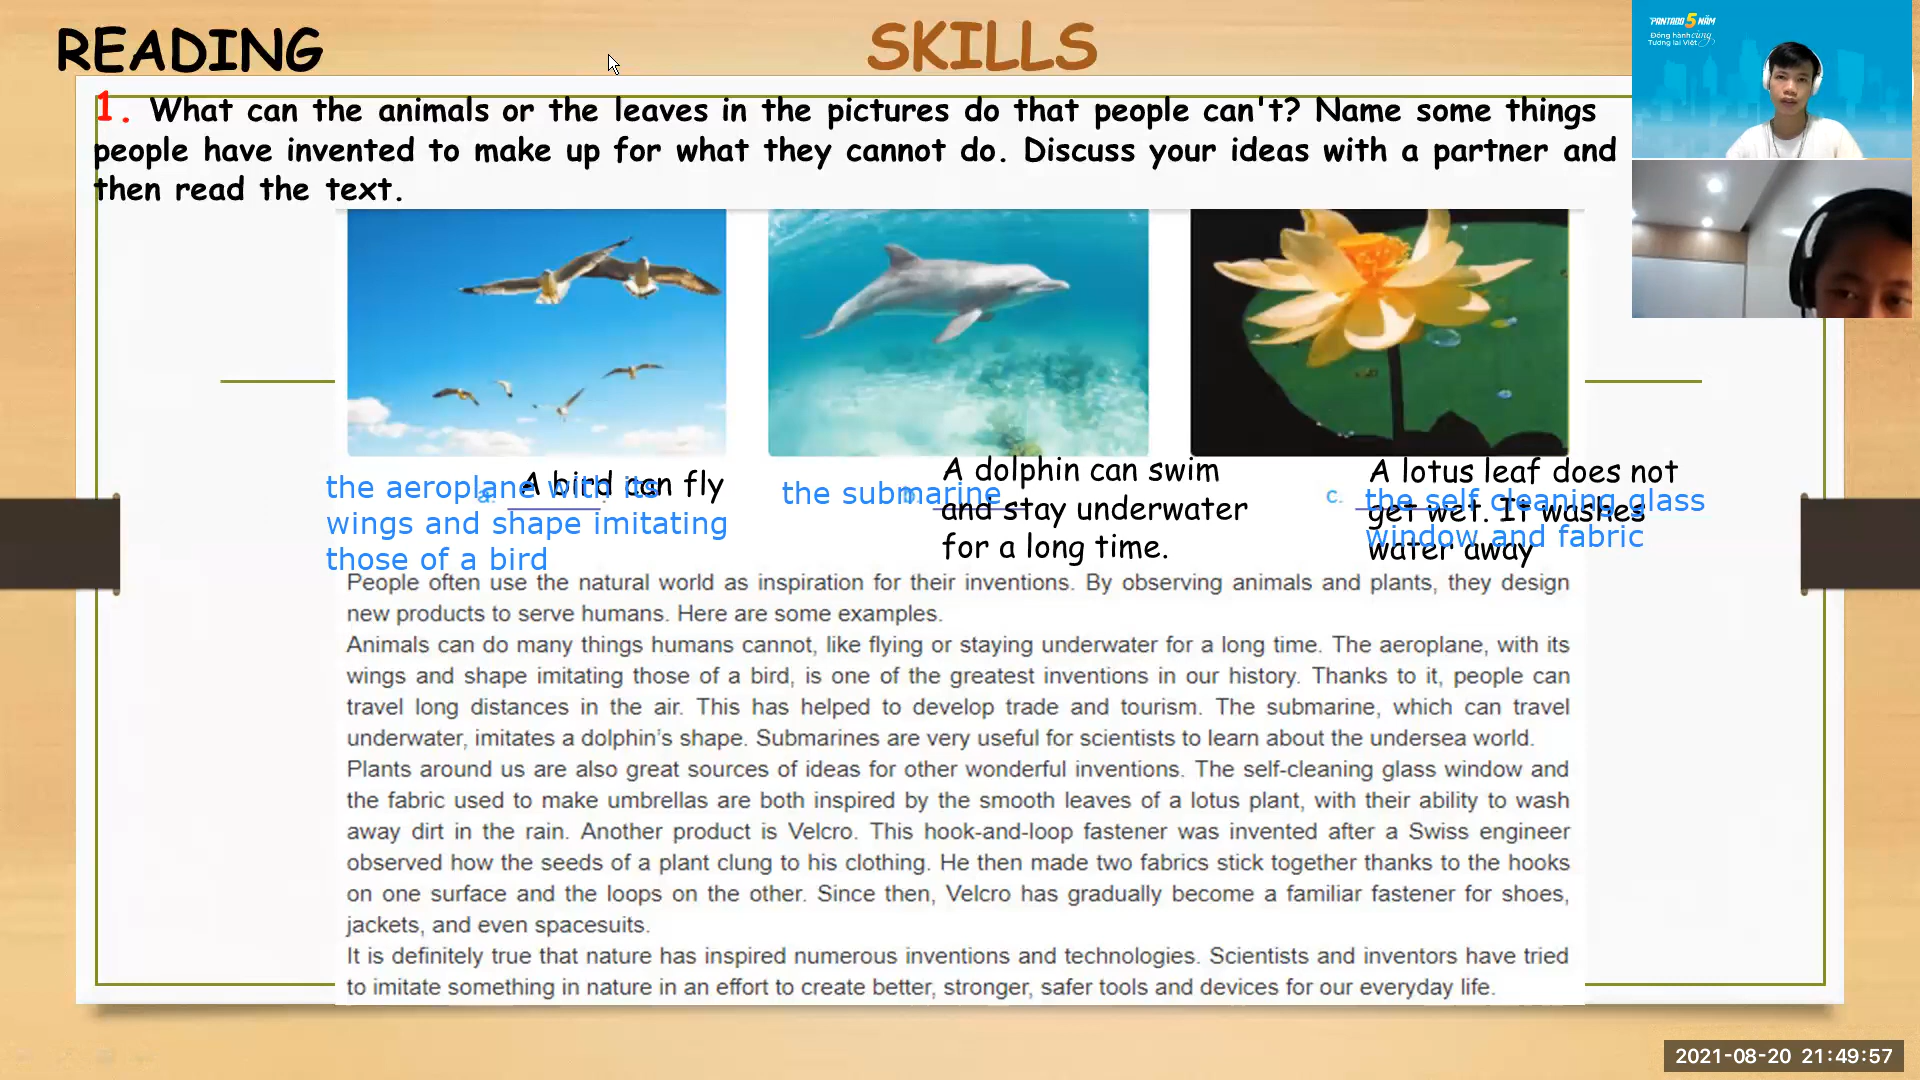 READING
SKILLS
PANTADO 5 NĂM
Đồng hành cùng
Tương lai Việt
1. What can the animals or the leaves in the pictures do that people can't? Name some things
people have invented to make up for what they cannot do. Discuss your ideas with a partner and
then read the text.
a. A bird can fly
the aeroplane with its
wings and shape imitating
those of a bird
b. A dolphin can swim
and stay underwater
for a long time.
the submarine
c. A lotus leaf does not
get wet. It washes
water away
the self cleaning glass
window and fabric
People often use the natural world as inspiration for their inventions. By observing animals and plants, they design
new products to serve humans. Here are some examples.
Animals can do many things humans cannot, like flying or staying underwater for a long time. The aeroplane, with its
wings and shape imitating those of a bird, is one of the greatest inventions in our history. Thanks to it, people can
travel long distances in the air. This has helped to develop trade and tourism. The submarine, which can travel
underwater, imitates a dolphin's shape. Submarines are very useful for scientists to learn about the undersea world.
Plants around us are also great sources of ideas for other wonderful inventions. The self-cleaning glass window and
the fabric used to make umbrellas are both inspired by the smooth leaves of a lotus plant, with their ability to wash
away dirt in the rain. Another product is Velcro. This hook-and-loop fastener was invented after a Swiss engineer
observed how the seeds of a plant clung to his clothing. He then made two fabrics stick together thanks to the hooks
on one surface and the loops on the other. Since then, Velcro has gradually become a familiar fastener for shoes,
jackets, and even spacesuits.
It is definitely true that nature has inspired numerous inventions and technologies. Scientists and inventors have tried
to imitate something in nature in an effort to create better, stronger, safer tools and devices for our everyday life.
2021-08-20 21:49:57